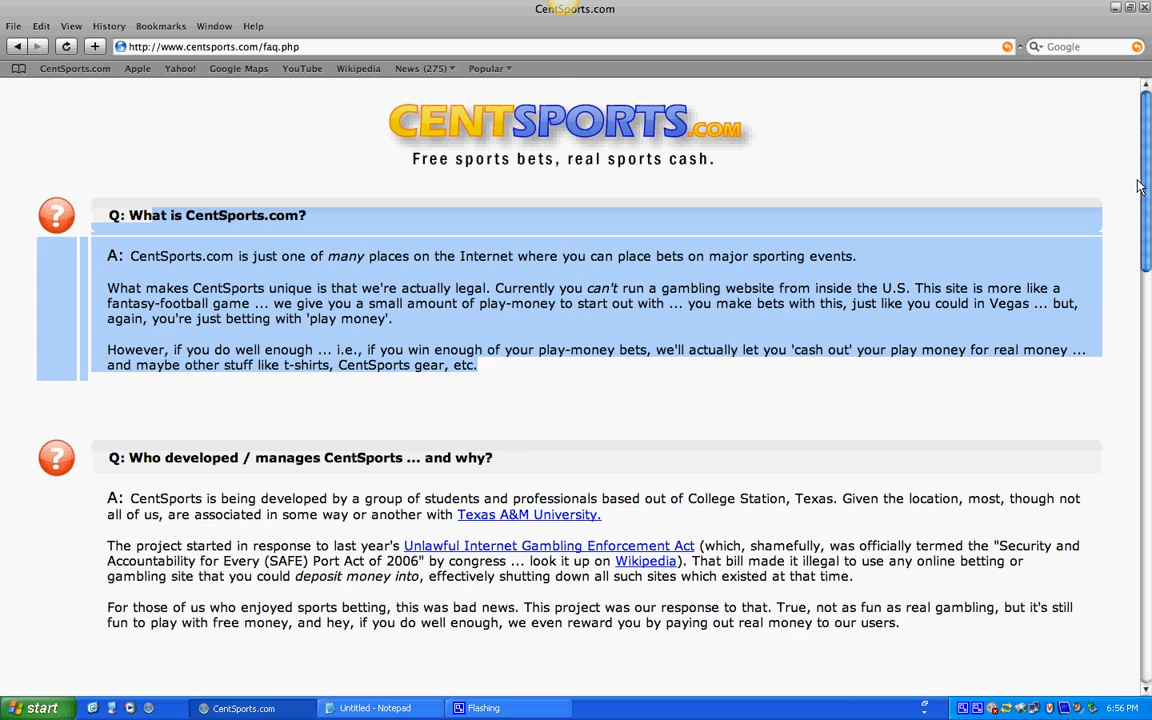 CentSports.com
File Edit View History Bookmarks Window Help
http://www.centsports.com/faq.php
Google
CentSports.com Apple Yahoo! Google Maps YouTube Wikipedia News (275) Popular
CENTSPORTS.COM
Free sports bets, real sports cash.
? Q: What is CentSports.com?
A: CentSports.com is just one of many places on the Internet where you can place bets on major sporting events.
What makes CentSports unique is that we're actually legal. Currently you can't run a gambling website from inside the U.S. This site is more like a
fantasy-football game ... we give you a small amount of play-money to start out with ... you make bets with this, just like you could in Vegas ... but,
again, you're just betting with 'play money'.
However, if you do well enough ... i.e., if you win enough of your play-money bets, we'll actually let you 'cash out' your play money for real money ...
and maybe other stuff like t-shirts, CentSports gear, etc.
? Q: Who developed / manages CentSports ... and why?
A: CentSports is being developed by a group of students and professionals based out of College Station, Texas. Given the location, most, though not
all of us, are associated in some way or another with Texas A&M University.
The project started in response to last year's Unlawful Internet Gambling Enforcement Act (which, shamefully, was officially termed the "Security and
Accountability for Every (SAFE) Port Act of 2006" by congress ... look it up on Wikipedia). That bill made it illegal to use any online betting or
gambling site that you could deposit money into, effectively shutting down all such sites which existed at that time.
For those of us who enjoyed sports betting, this was bad news. This project was our response to that. True, not as fun as real gambling, but it's still
fun to play with free money, and hey, if you do well enough, we even reward you by paying out real money to our users.
start CentSports.com Untitled - Notepad Flashing 6:56 PM